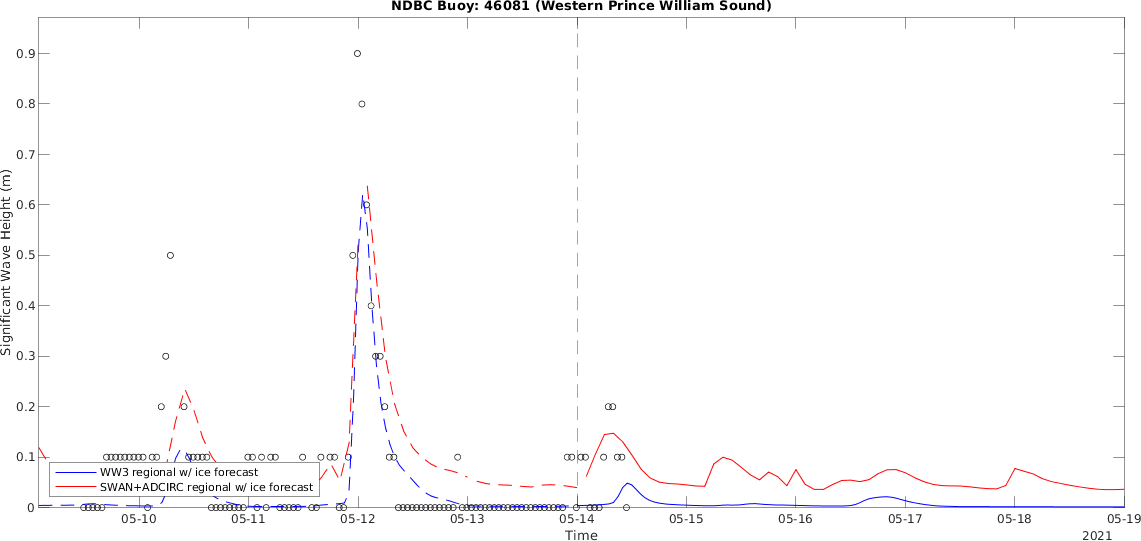 NDBC Buoy: 46081 (Western Prince William Sound)
Significant Wave Height (m)
0.9
0.8
0.7
0.6
0.5
0.4
0.3
0.2
0.1
0
WW3 regional w/ ice forecast
SWAN+ADCIRC regional w/ ice forecast
05-10 05-11 05-12 05-13 05-14 05-15 05-16 05-17 05-18 05-19
Time
2021